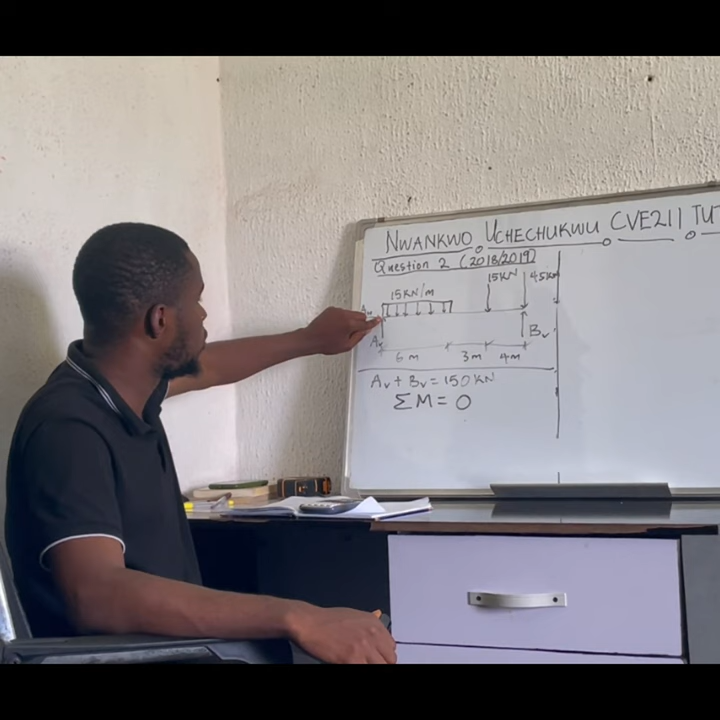 NWANKWO UCHECHUKWU CVE211 TUT
Question 2 (2018/2019)
15KN 45KN
15KN/m
Av
Bv
6m 3m 4m
Av + Bv = 150KN
ΣM = 0